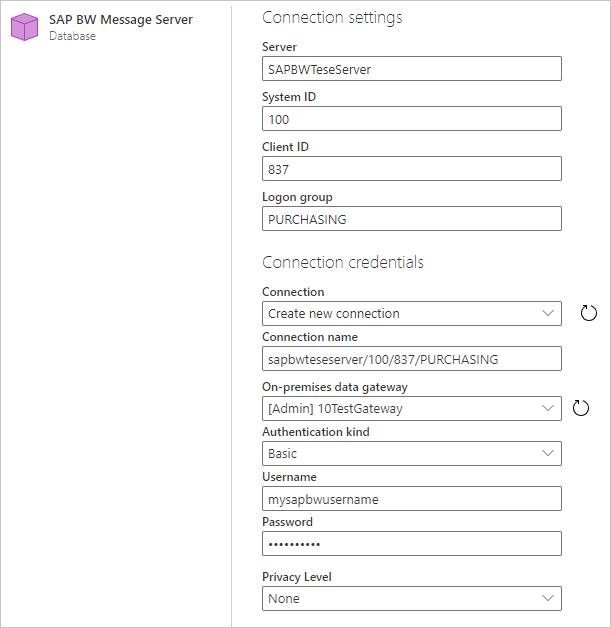 SAP BW Message Server
Database
Connection settings
Server
SAPBWTeseServer
System ID
100
Client ID
837
Logon group
PURCHASING
Connection credentials
Connection
Create new connection
Connection name
sapbwteseserver/100/837/PURCHASING
On-premises data gateway
[Admin] 10TestGateway
Authentication kind
Basic
Username
mysapbwusername
Password
••••••••••
Privacy Level
None